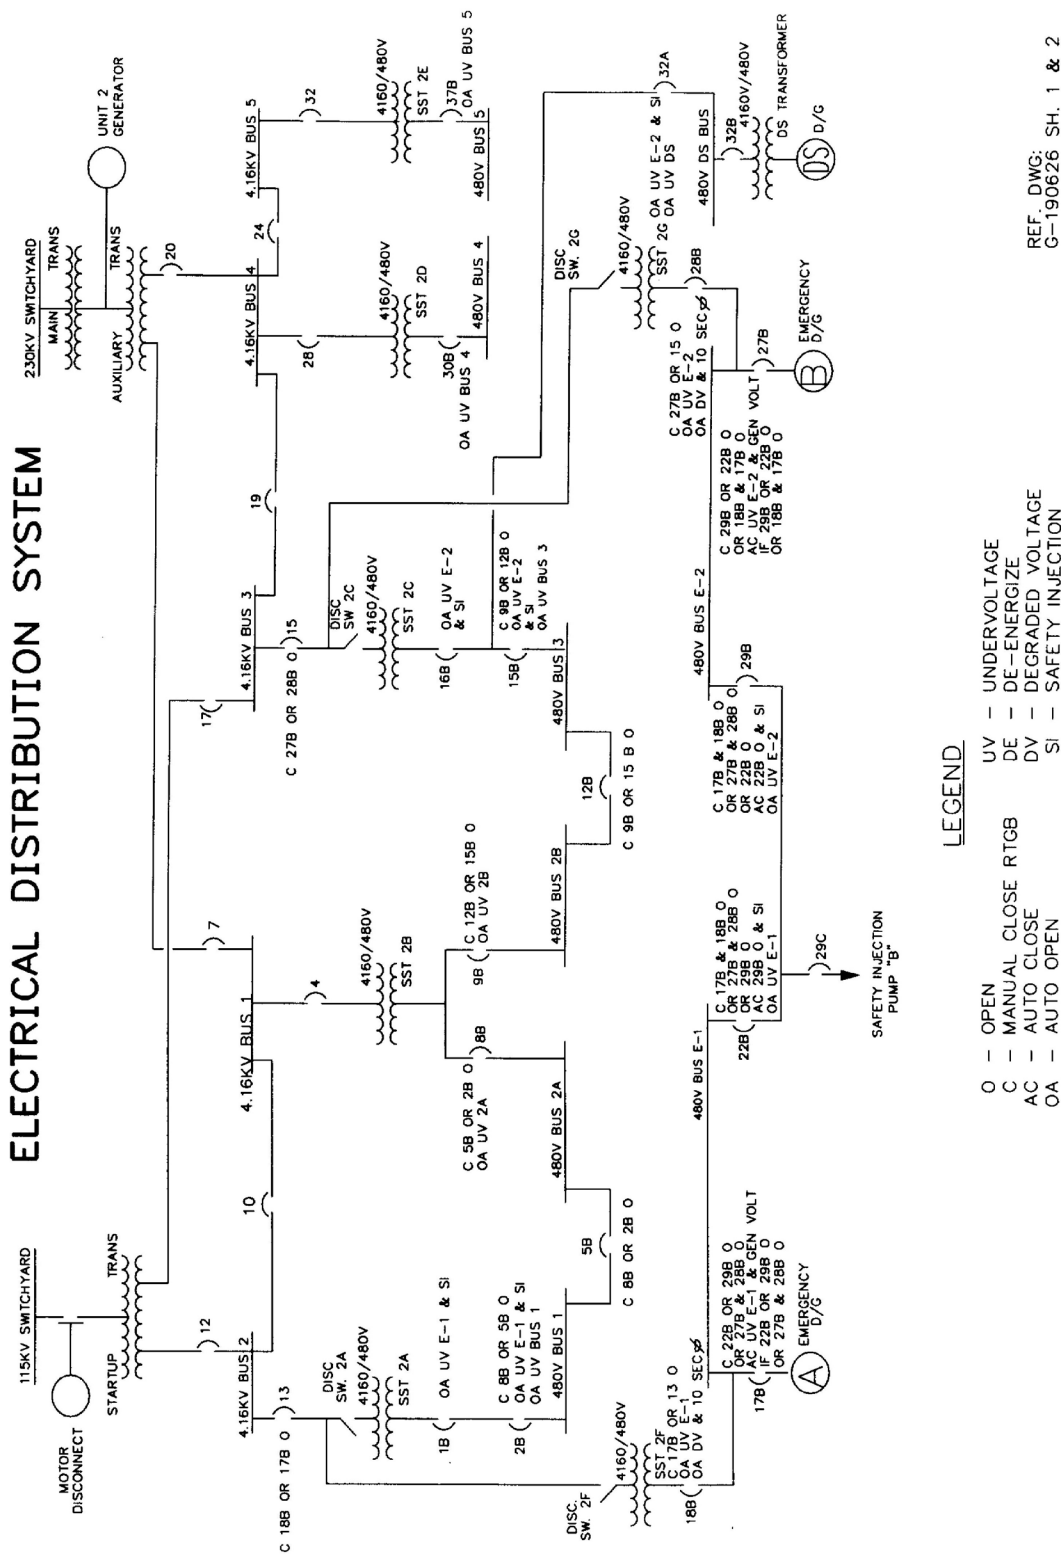 ELECTRICAL DISTRIBUTION SYSTEM
MOTOR
DISCONNECT
115KV SWITCHYARD
STARTUP
TRANS
230KV SWITCHYARD
MAIN
TRANS
AUXILIARY
TRANS
UNIT 2
GENERATOR
12
17
7
20
4.16KV BUS 2
10
4.16KV BUS 1
4.16KV BUS 3
19
4.16KV BUS 4
24
4.16KV BUS 5
C 18B OR 17B O
13
4
C 27B OR 28B O
15
28
32
DISC
SW. 2A
4160/480V
SST 2A
4160/480V
SST 2B
DISC
SW 2C
4160/480V
SST 2C
4160/480V
SST 2D
4160/480V
SST 2E
30B
OA UV BUS 4
480V BUS 4
37B
OA UV BUS 5
480V BUS 5
1B
OA UV E-1 & SI
2B
C 8B OR 5B O
OA UV E-1 & SI
OA UV BUS 1
480V BUS 1
C 5B OR 2B O
OA UV 2A
8B
480V BUS 2A
9B
C 12B OR 15B O
OA UV 2B
480V BUS 2B
16B
OA UV E-2
& SI
15B
C 9B OR 12B O
OA UV E-2
& SI
OA UV BUS 3
480V BUS 3
5B
C 8B OR 2B O
12B
C 9B OR 15 B O
DISC.
SW. 2F
4160/480V
SST 2F
18B
C 17B OR 13 O
OA UV E-1
OA DV & 10 SEC⌀
DISC
SW. 2G
4160/480V
SST 2G
28B
C 27B OR 15 O
OA UV E-2
OA DV & 10 SEC⌀
OA UV E-2 & SI
OA UV DS
32A
480V DS BUS
32B
4160V/480V
DS TRANSFORMER
DS
D/G
480V BUS E-1
17B
C 22B OR 29B O
OR 27B & 28B O
AC UV E-1 & GEN VOLT
IF 22B OR 29B O
OR 27B & 28B O
A
EMERGENCY
D/G
22B
C 17B & 18B O
OR 27B & 28B O
OR 29B O
AC 29B O & SI
OA UV E-1
480V BUS E-2
C 17B & 18B O
OR 27B & 28B O
OR 22B O
AC 22B O & SI
OA UV E-2
29B
C 29B OR 22B O
OR 18B & 17B O
AC UV E-2 & GEN VOLT
IF 29B OR 22B O
OR 18B & 17B O
27B
B
EMERGENCY
D/G
29C
SAFETY INJECTION
PUMP "B"
LEGEND
O - OPEN
C - MANUAL CLOSE RTGB
AC - AUTO CLOSE
OA - AUTO OPEN
UV - UNDERVOLTAGE
DE - DE-ENERGIZE
DV - DEGRADED VOLTAGE
SI - SAFETY INJECTION
REF. DWG:
G-190626 SH. 1 & 2